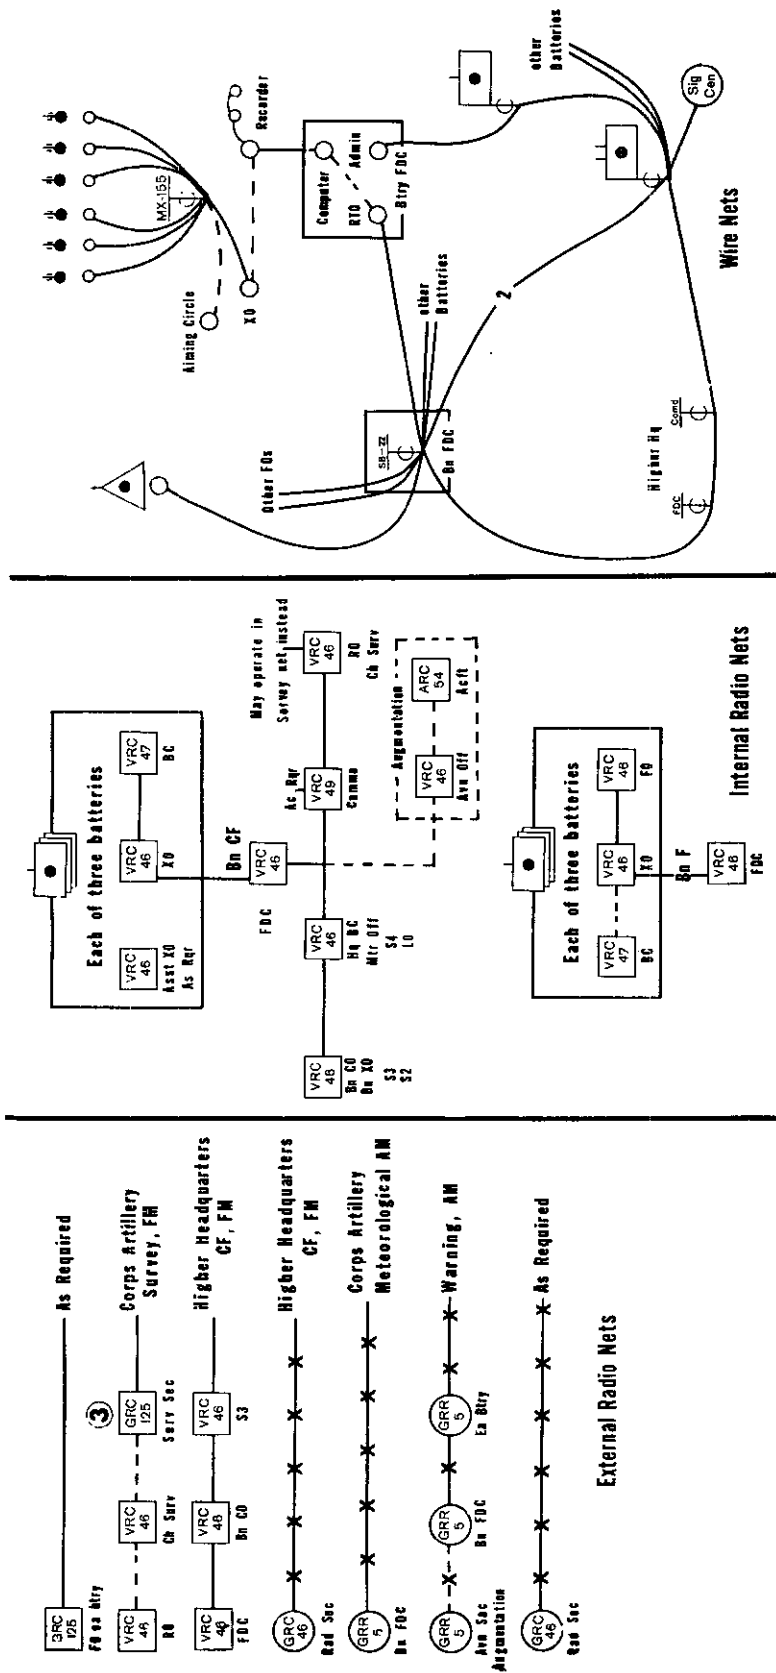 GRC
125
FO ea btry
As Required
VRC
46
RO
VRC
46
Ch Surv
③
GRC
125
Surv Sec
Corps Artillery
Survey, FM
VRC
46
FDC
VRC
46
Bn CO
VRC
46
S3
Higher Headquarters
CF, FM
GRC
46
Rad Sec
Higher Headquarters
CF, FM
GRR
5
Bn FDC
Corps Artillery
Meteorological AM
GRR
5
Avn Sec
Augmentation
GRR
5
Bn FDC
GRR
5
Ea Btry
Warning, AM
GRC
46
Rad Sec
As Required
External Radio Nets
Each of three batteries
VRC
46
Asst XO
As Rqr
VRC
46
XO
VRC
47
BC
Bn CF
FDC
VRC
46
VRC
46
Bn CO
Bn XO
S3
S2
VRC
46
Hq BC
Mtr Off
S4
LO
As Rqr
VRC
49
Comma
May operate in
Survey net instead
VRC
46
RO
Ch Surv
Augmentation
VRC
46
Avn Off
ARC
54
Acft
Each of three batteries
VRC
47
BC
VRC
46
XO
VRC
46
FO
Bn F
VRC
46
FDC
Internal Radio Nets
MX-155
Aiming Circle
XO
Recorder
Computer
RTO
Admin
Btry FDC
Other FOs
SB-22
Bn FDC
other
Batteries
2
other
Batteries
Sig
Cen
Higher Hq
FDC
Comd
Wire Nets